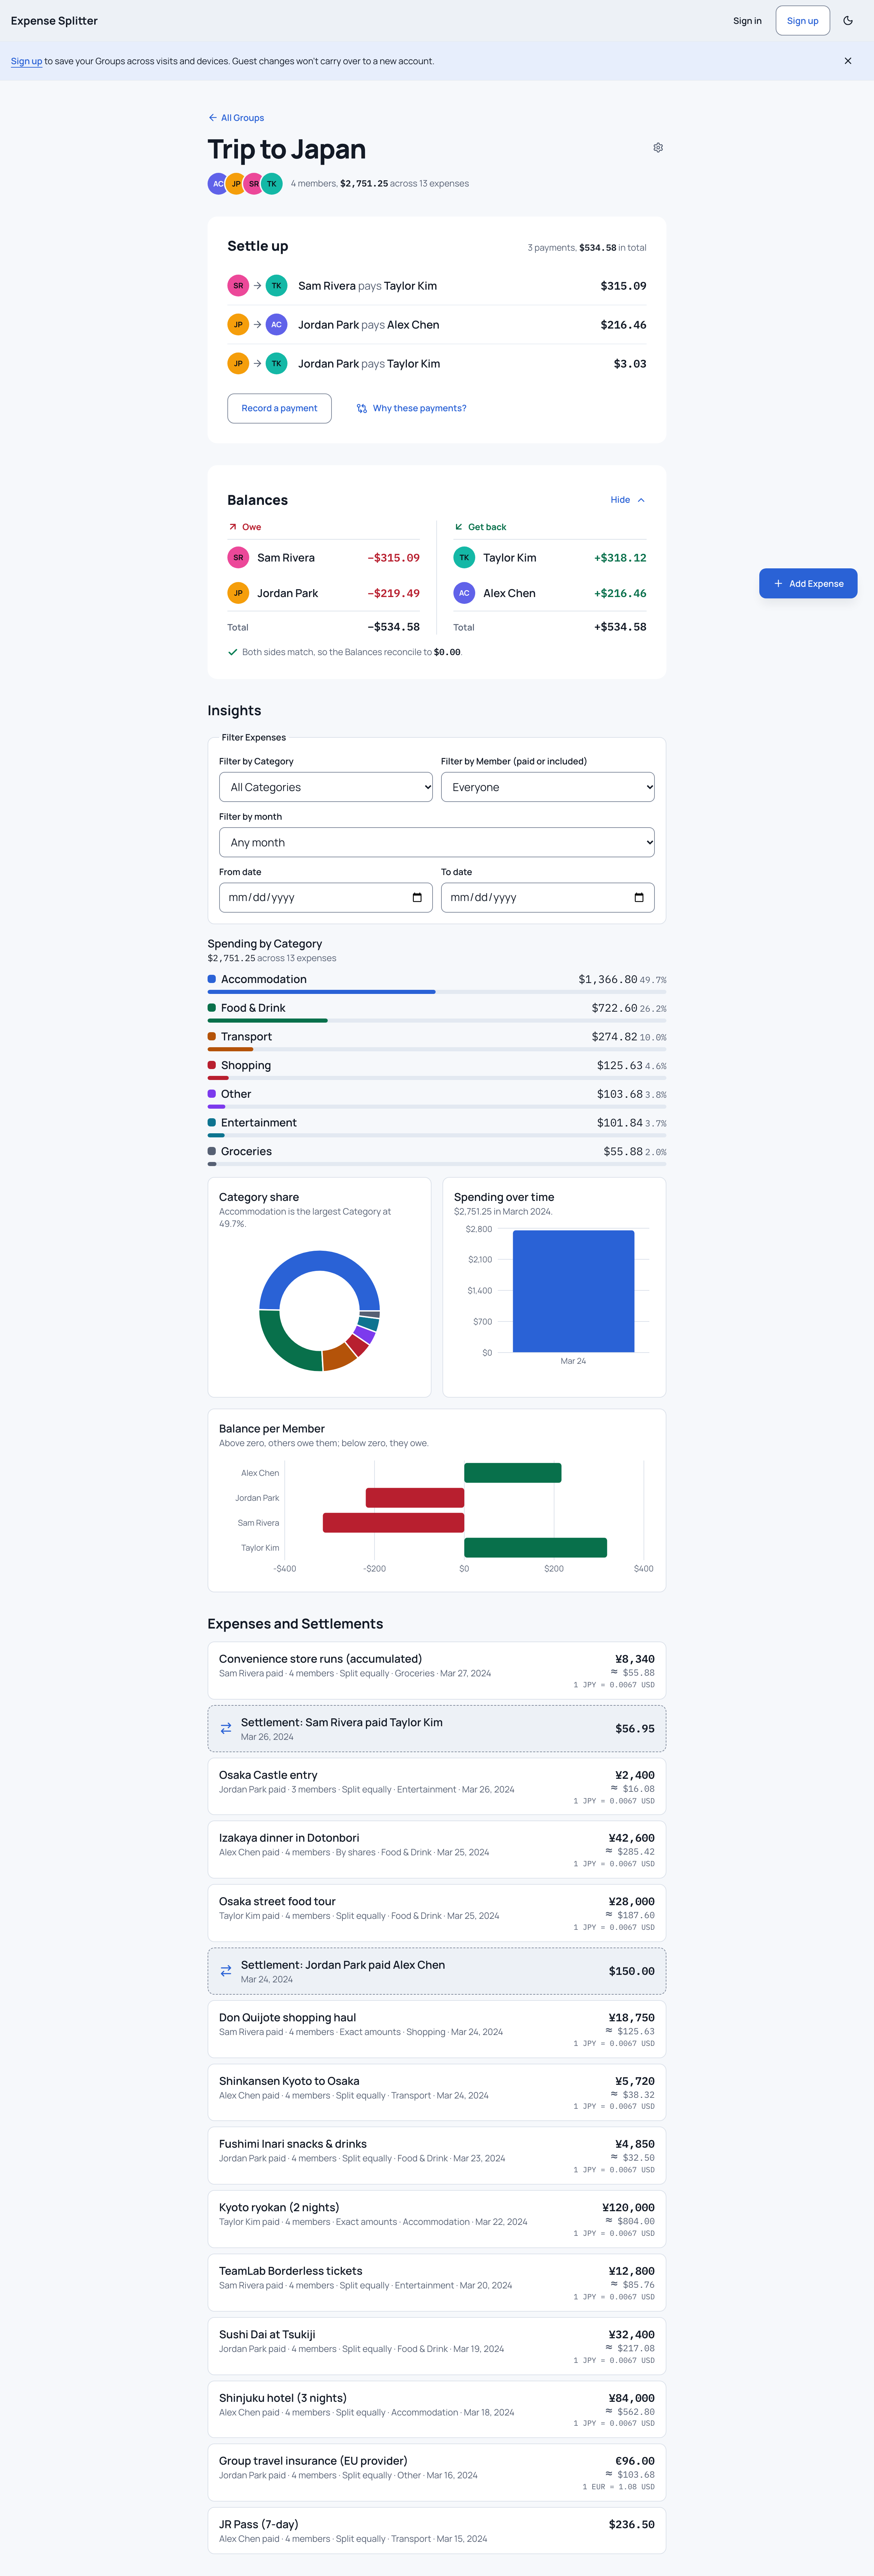 Expense Splitter
Sign in
Sign up
Sign up to save your Groups across visits and devices. Guest changes won't carry over to a new account.
All Groups
Trip to Japan
AC JP SR TK
4 members, $2,751.25 across 13 expenses
Settle up
3 payments, $534.58 in total
SR → TK Sam Rivera pays Taylor Kim $315.09
JP → AC Jordan Park pays Alex Chen $216.46
JP → TK Jordan Park pays Taylor Kim $3.03
Record a payment
Why these payments?
Balances
Hide
Owe
SR Sam Rivera −$315.09
JP Jordan Park −$219.49
Total −$534.58
Get back
TK Taylor Kim +$318.12
AC Alex Chen +$216.46
Total +$534.58
Both sides match, so the Balances reconcile to $0.00.
Add Expense
Insights
Filter Expenses
Filter by Category
All Categories
Filter by Member (paid or included)
Everyone
Filter by month
Any month
From date
mm/dd/yyyy
To date
mm/dd/yyyy
Spending by Category
$2,751.25 across 13 expenses
Accommodation $1,366.80 49.7%
Food & Drink $722.60 26.2%
Transport $274.82 10.0%
Shopping $125.63 4.6%
Other $103.68 3.8%
Entertainment $101.84 3.7%
Groceries $55.88 2.0%
Category share
Accommodation is the largest Category at
49.7%.
Spending over time
$2,751.25 in March 2024.
$2,800
$2,100
$1,400
$700
$0
Mar 24
Balance per Member
Above zero, others owe them; below zero, they owe.
Alex Chen
Jordan Park
Sam Rivera
Taylor Kim
-$400 -$200 $0 $200 $400
Expenses and Settlements
Convenience store runs (accumulated) ¥8,340
Sam Rivera paid · 4 members · Split equally · Groceries · Mar 27, 2024 ≈ $55.88
1 JPY = 0.0067 USD
Settlement: Sam Rivera paid Taylor Kim $56.95
Mar 26, 2024
Osaka Castle entry ¥2,400
Jordan Park paid · 3 members · Split equally · Entertainment · Mar 26, 2024 ≈ $16.08
1 JPY = 0.0067 USD
Izakaya dinner in Dotonbori ¥42,600
Alex Chen paid · 4 members · By shares · Food & Drink · Mar 25, 2024 ≈ $285.42
1 JPY = 0.0067 USD
Osaka street food tour ¥28,000
Taylor Kim paid · 4 members · Split equally · Food & Drink · Mar 25, 2024 ≈ $187.60
1 JPY = 0.0067 USD
Settlement: Jordan Park paid Alex Chen $150.00
Mar 24, 2024
Don Quijote shopping haul ¥18,750
Sam Rivera paid · 4 members · Exact amounts · Shopping · Mar 24, 2024 ≈ $125.63
1 JPY = 0.0067 USD
Shinkansen Kyoto to Osaka ¥5,720
Alex Chen paid · 4 members · Split equally · Transport · Mar 24, 2024 ≈ $38.32
1 JPY = 0.0067 USD
Fushimi Inari snacks & drinks ¥4,850
Jordan Park paid · 4 members · Split equally · Food & Drink · Mar 23, 2024 ≈ $32.50
1 JPY = 0.0067 USD
Kyoto ryokan (2 nights) ¥120,000
Taylor Kim paid · 4 members · Exact amounts · Accommodation · Mar 22, 2024 ≈ $804.00
1 JPY = 0.0067 USD
TeamLab Borderless tickets ¥12,800
Sam Rivera paid · 4 members · Split equally · Entertainment · Mar 20, 2024 ≈ $85.76
1 JPY = 0.0067 USD
Sushi Dai at Tsukiji ¥32,400
Jordan Park paid · 4 members · Split equally · Food & Drink · Mar 19, 2024 ≈ $217.08
1 JPY = 0.0067 USD
Shinjuku hotel (3 nights) ¥84,000
Alex Chen paid · 4 members · Split equally · Accommodation · Mar 18, 2024 ≈ $562.80
1 JPY = 0.0067 USD
Group travel insurance (EU provider) €96.00
Jordan Park paid · 4 members · Split equally · Other · Mar 16, 2024 ≈ $103.68
1 EUR = 1.08 USD
JR Pass (7-day) $236.50
Alex Chen paid · 4 members · Split equally · Transport · Mar 15, 2024